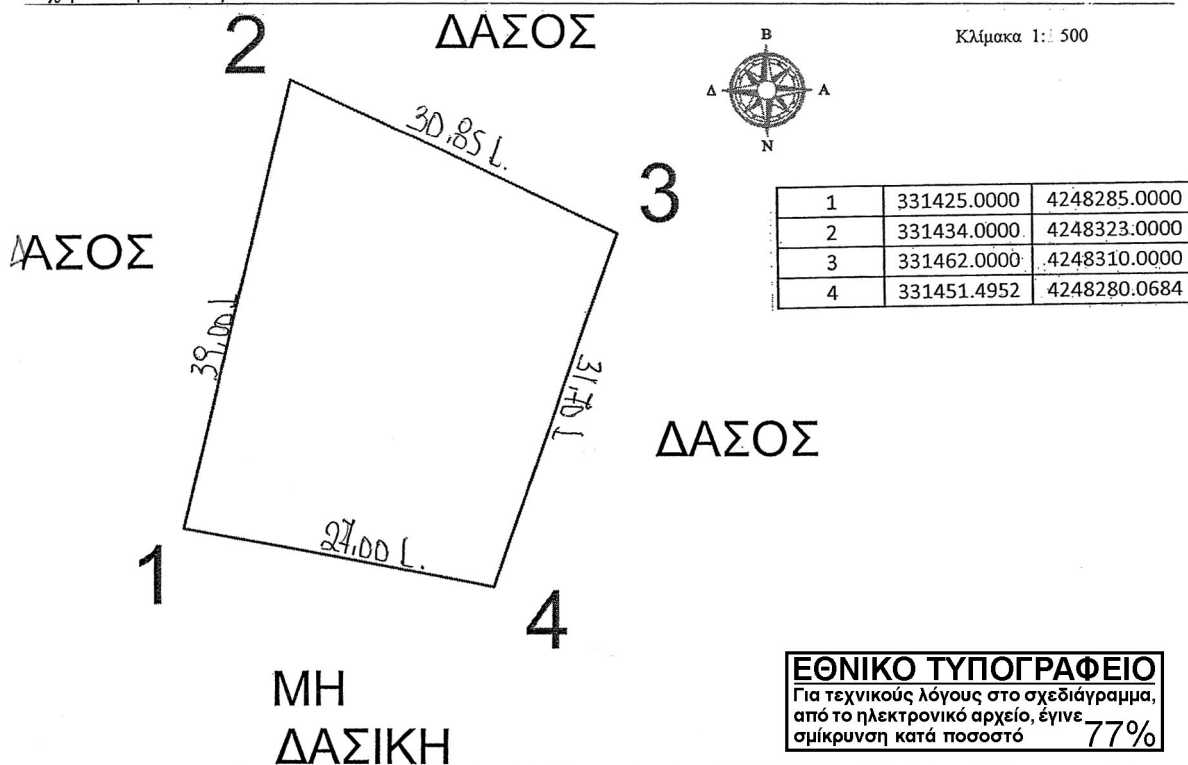 2
ΔΑΣΟΣ
Β
Δ
Α
Ν
Κλίμακα 1: 500
30,85 L.
3
1 331425.0000 4248285.0000
2 331434.0000 4248323.0000
3 331462.0000 4248310.0000
4 331451.4952 4248280.0684
ΔΑΣΟΣ
39,00
31,70
ΔΑΣΟΣ
27,00 L.
1
4
ΜΗ
ΔΑΣΙΚΗ
ΕΘΝΙΚΟ ΤΥΠΟΓΡΑΦΕΙΟ
Για τεχνικούς λόγους στο σχεδιάγραμμα,
από το ηλεκτρονικό αρχείο, έγινε
σμίκρυνση κατά ποσοστό 77%